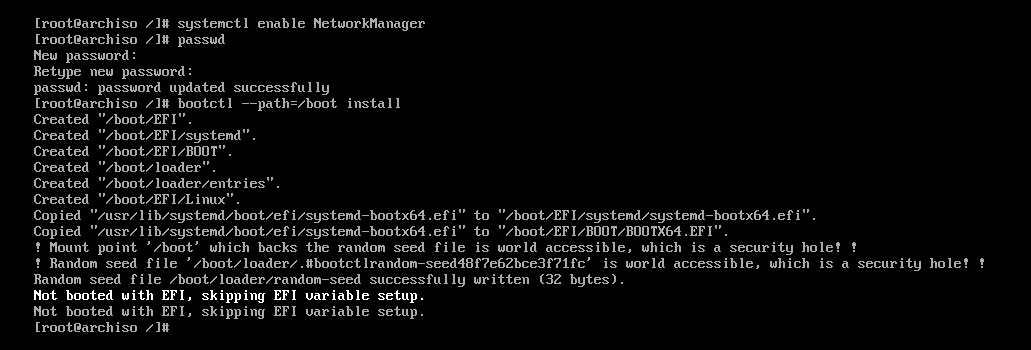 [root@archiso /]# systemctl enable NetworkManager
[root@archiso /]# passwd
New password:
Retype new password:
passwd: password updated successfully
[root@archiso /]# bootctl --path=/boot install
Created "/boot/EFI".
Created "/boot/EFI/systemd".
Created "/boot/EFI/BOOT".
Created "/boot/loader".
Created "/boot/loader/entries".
Created "/boot/EFI/Linux".
Copied "/usr/lib/systemd/boot/efi/systemd-bootx64.efi" to "/boot/EFI/systemd/systemd-bootx64.efi".
Copied "/usr/lib/systemd/boot/efi/systemd-bootx64.efi" to "/boot/EFI/BOOT/BOOTX64.EFI".
! Mount point '/boot' which backs the random seed file is world accessible, which is a security hole! !
! Random seed file '/boot/loader/.#bootctlrandom-seed48f7e62bce3f71fc' is world accessible, which is a security hole! !
Random seed file /boot/loader/random-seed successfully written (32 bytes).
Not booted with EFI, skipping EFI variable setup.
Not booted with EFI, skipping EFI variable setup.
[root@archiso /]#